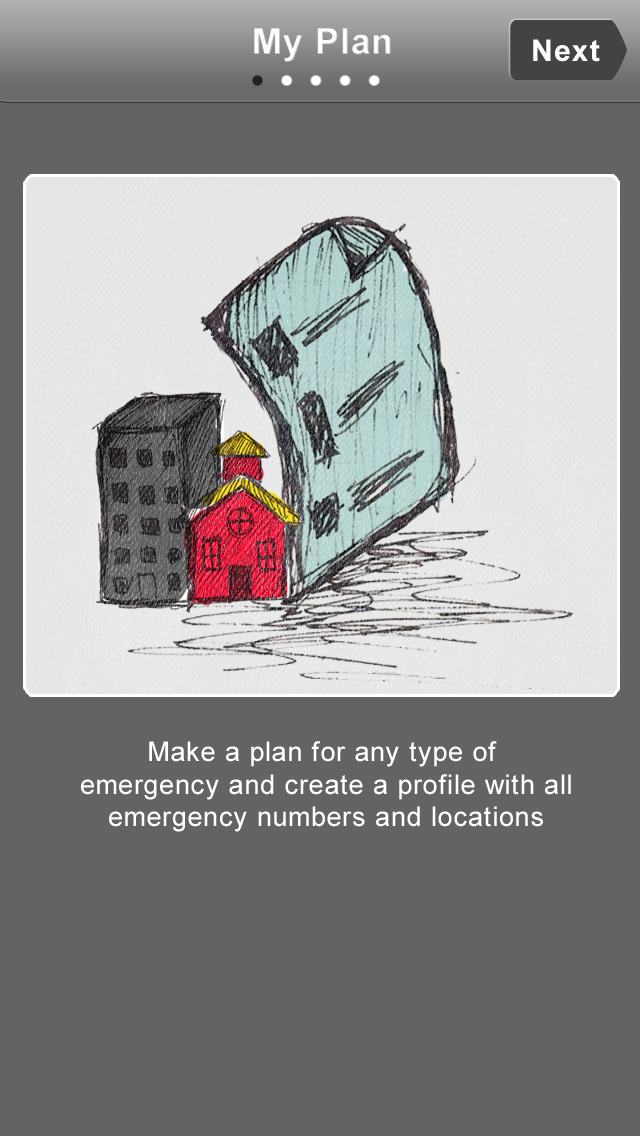 My Plan
Next
Make a plan for any type of
emergency and create a profile with all
emergency numbers and locations